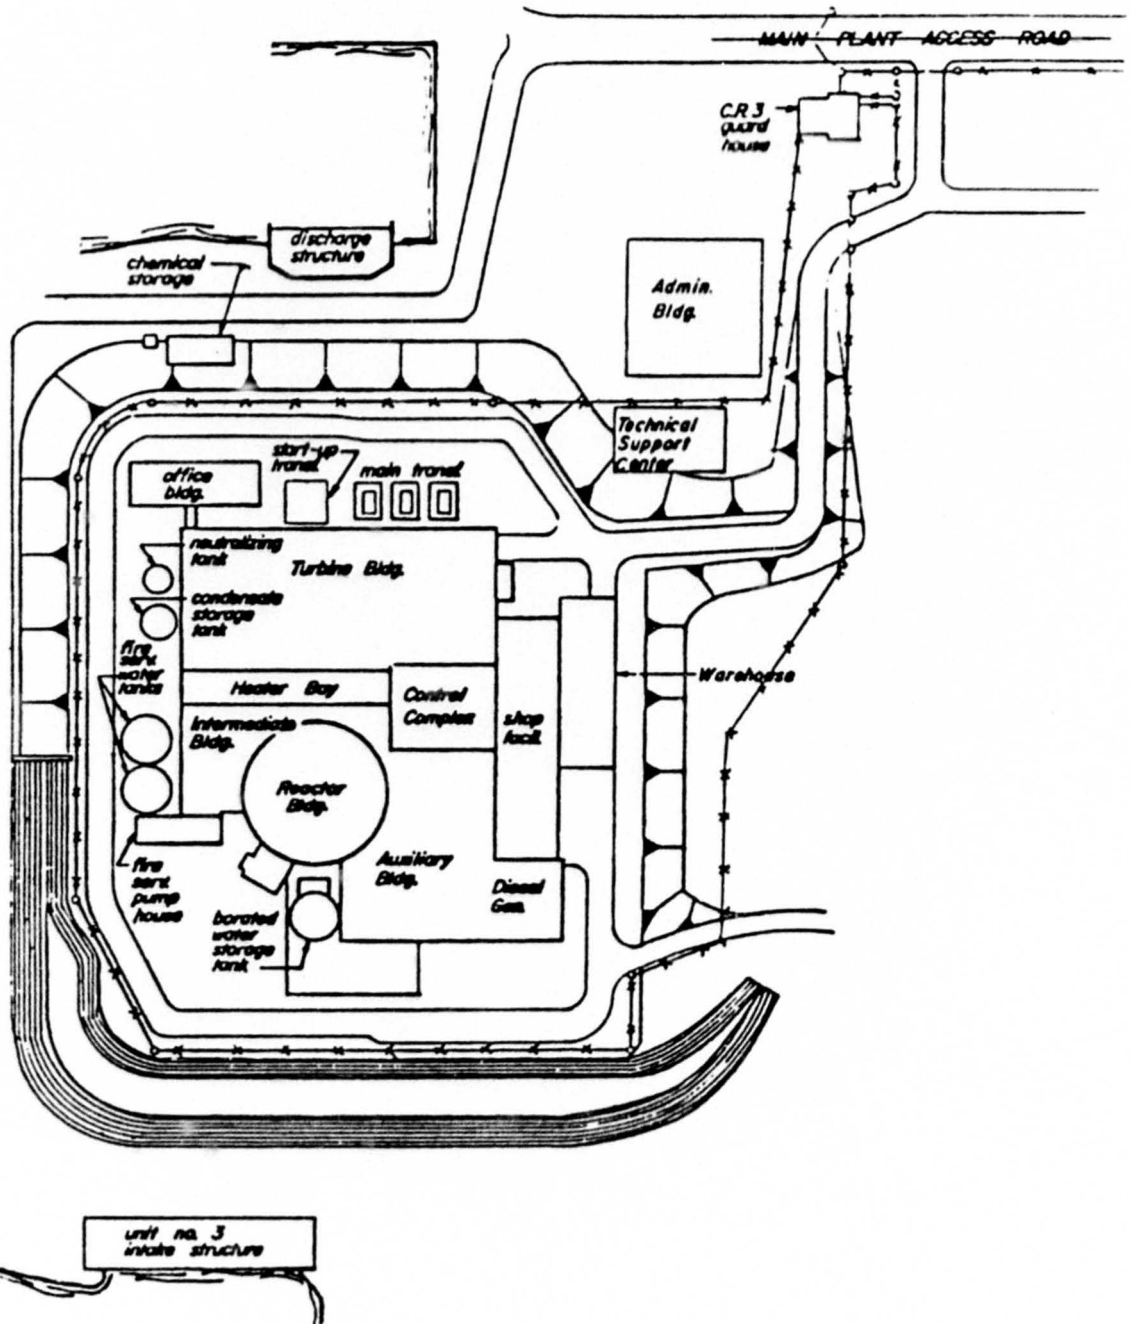 MAIN PLANT ACCESS ROAD
C.R. 3
guard
house
discharge
structure
chemical
storage
Admin.
Bldg.
Technical
Support
Center
start-up
transf.
main transf.
office
bldg.
neutralizing
tank
Turbine Bldg.
condensate
storage
tank
fire
serv.
water
tanks
Heater Bay
Control
Complex
Warehouse
Intermediate
Bldg.
shop
facil.
Reactor
Bldg.
Auxiliary
Bldg.
Diesel
Gen.
fire
serv.
pump
house
borated
water
storage
tank
unit no. 3
intake structure